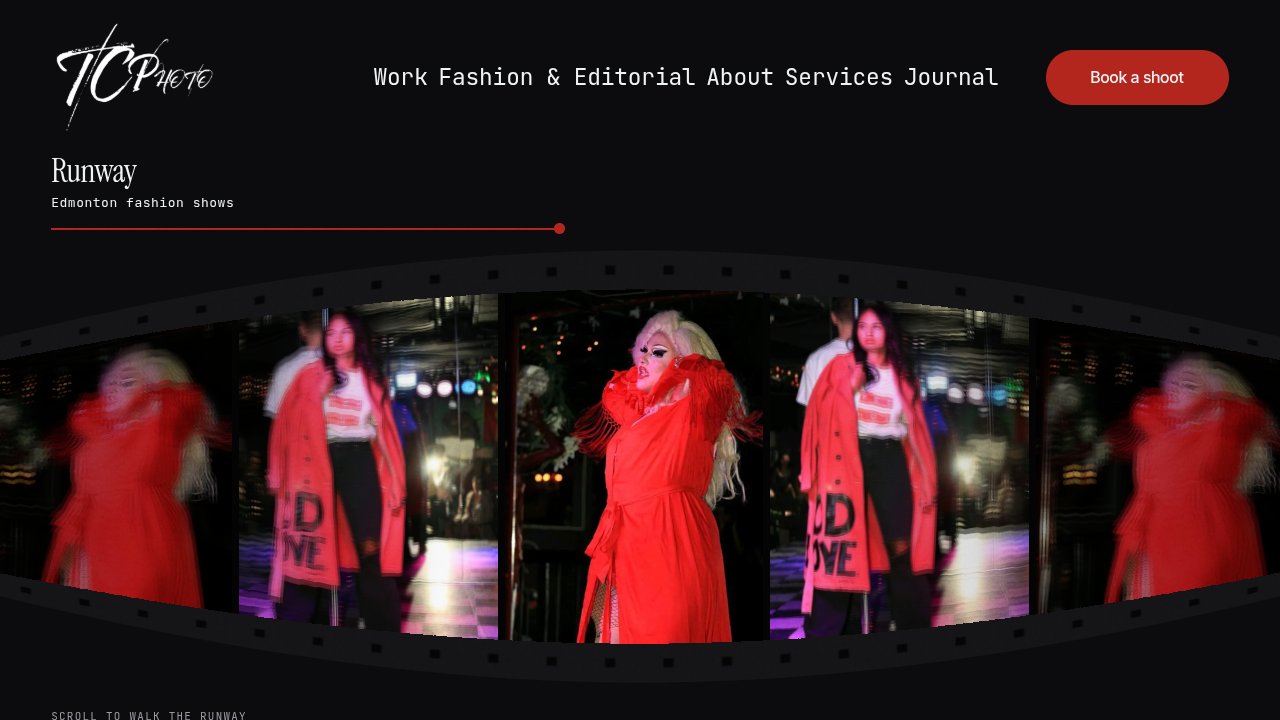 TCPHOTO
Work Fashion & Editorial About Services Journal
Book a shoot
Runway
Edmonton fashion shows
SCROLL TO WALK THE RUNWAY